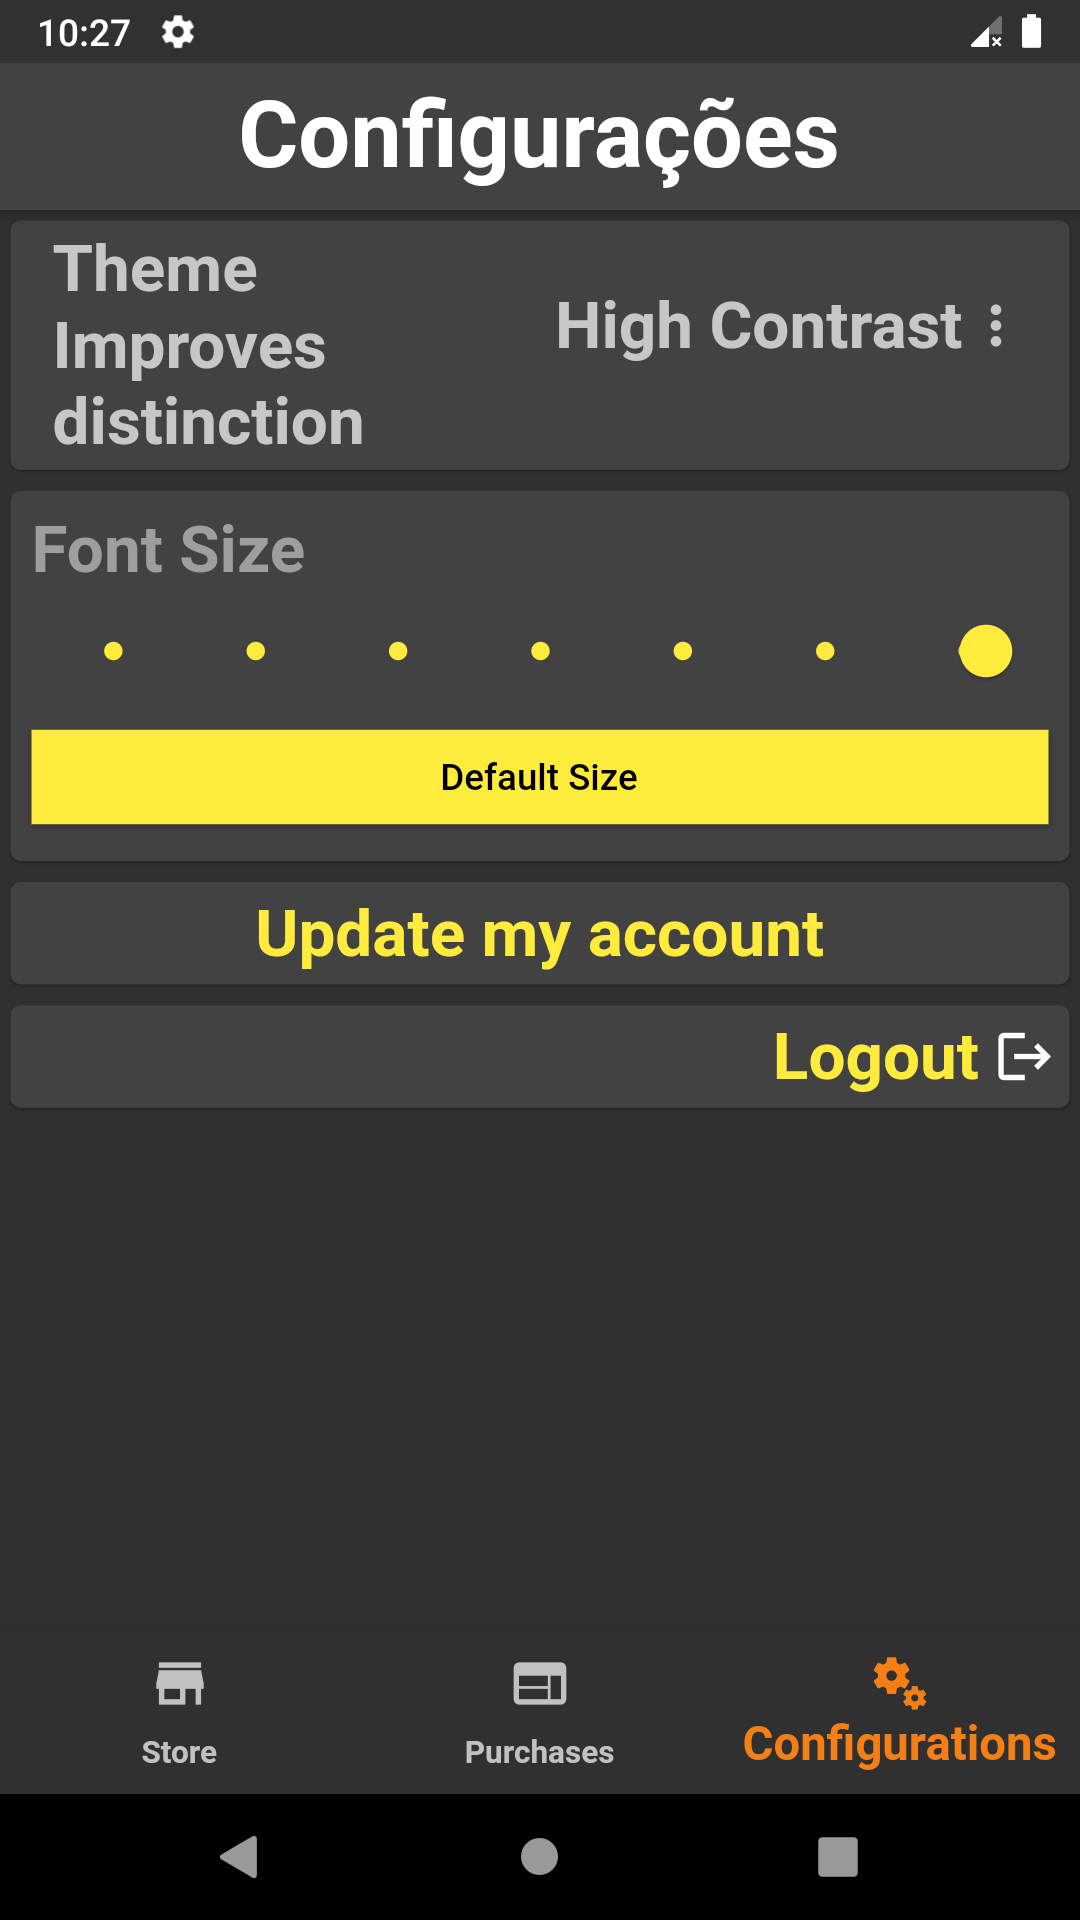 10:27
Configurações
Theme
Improves
distinction
High Contrast
Font Size
Default Size
Update my account
Logout
Store
Purchases
Configurations